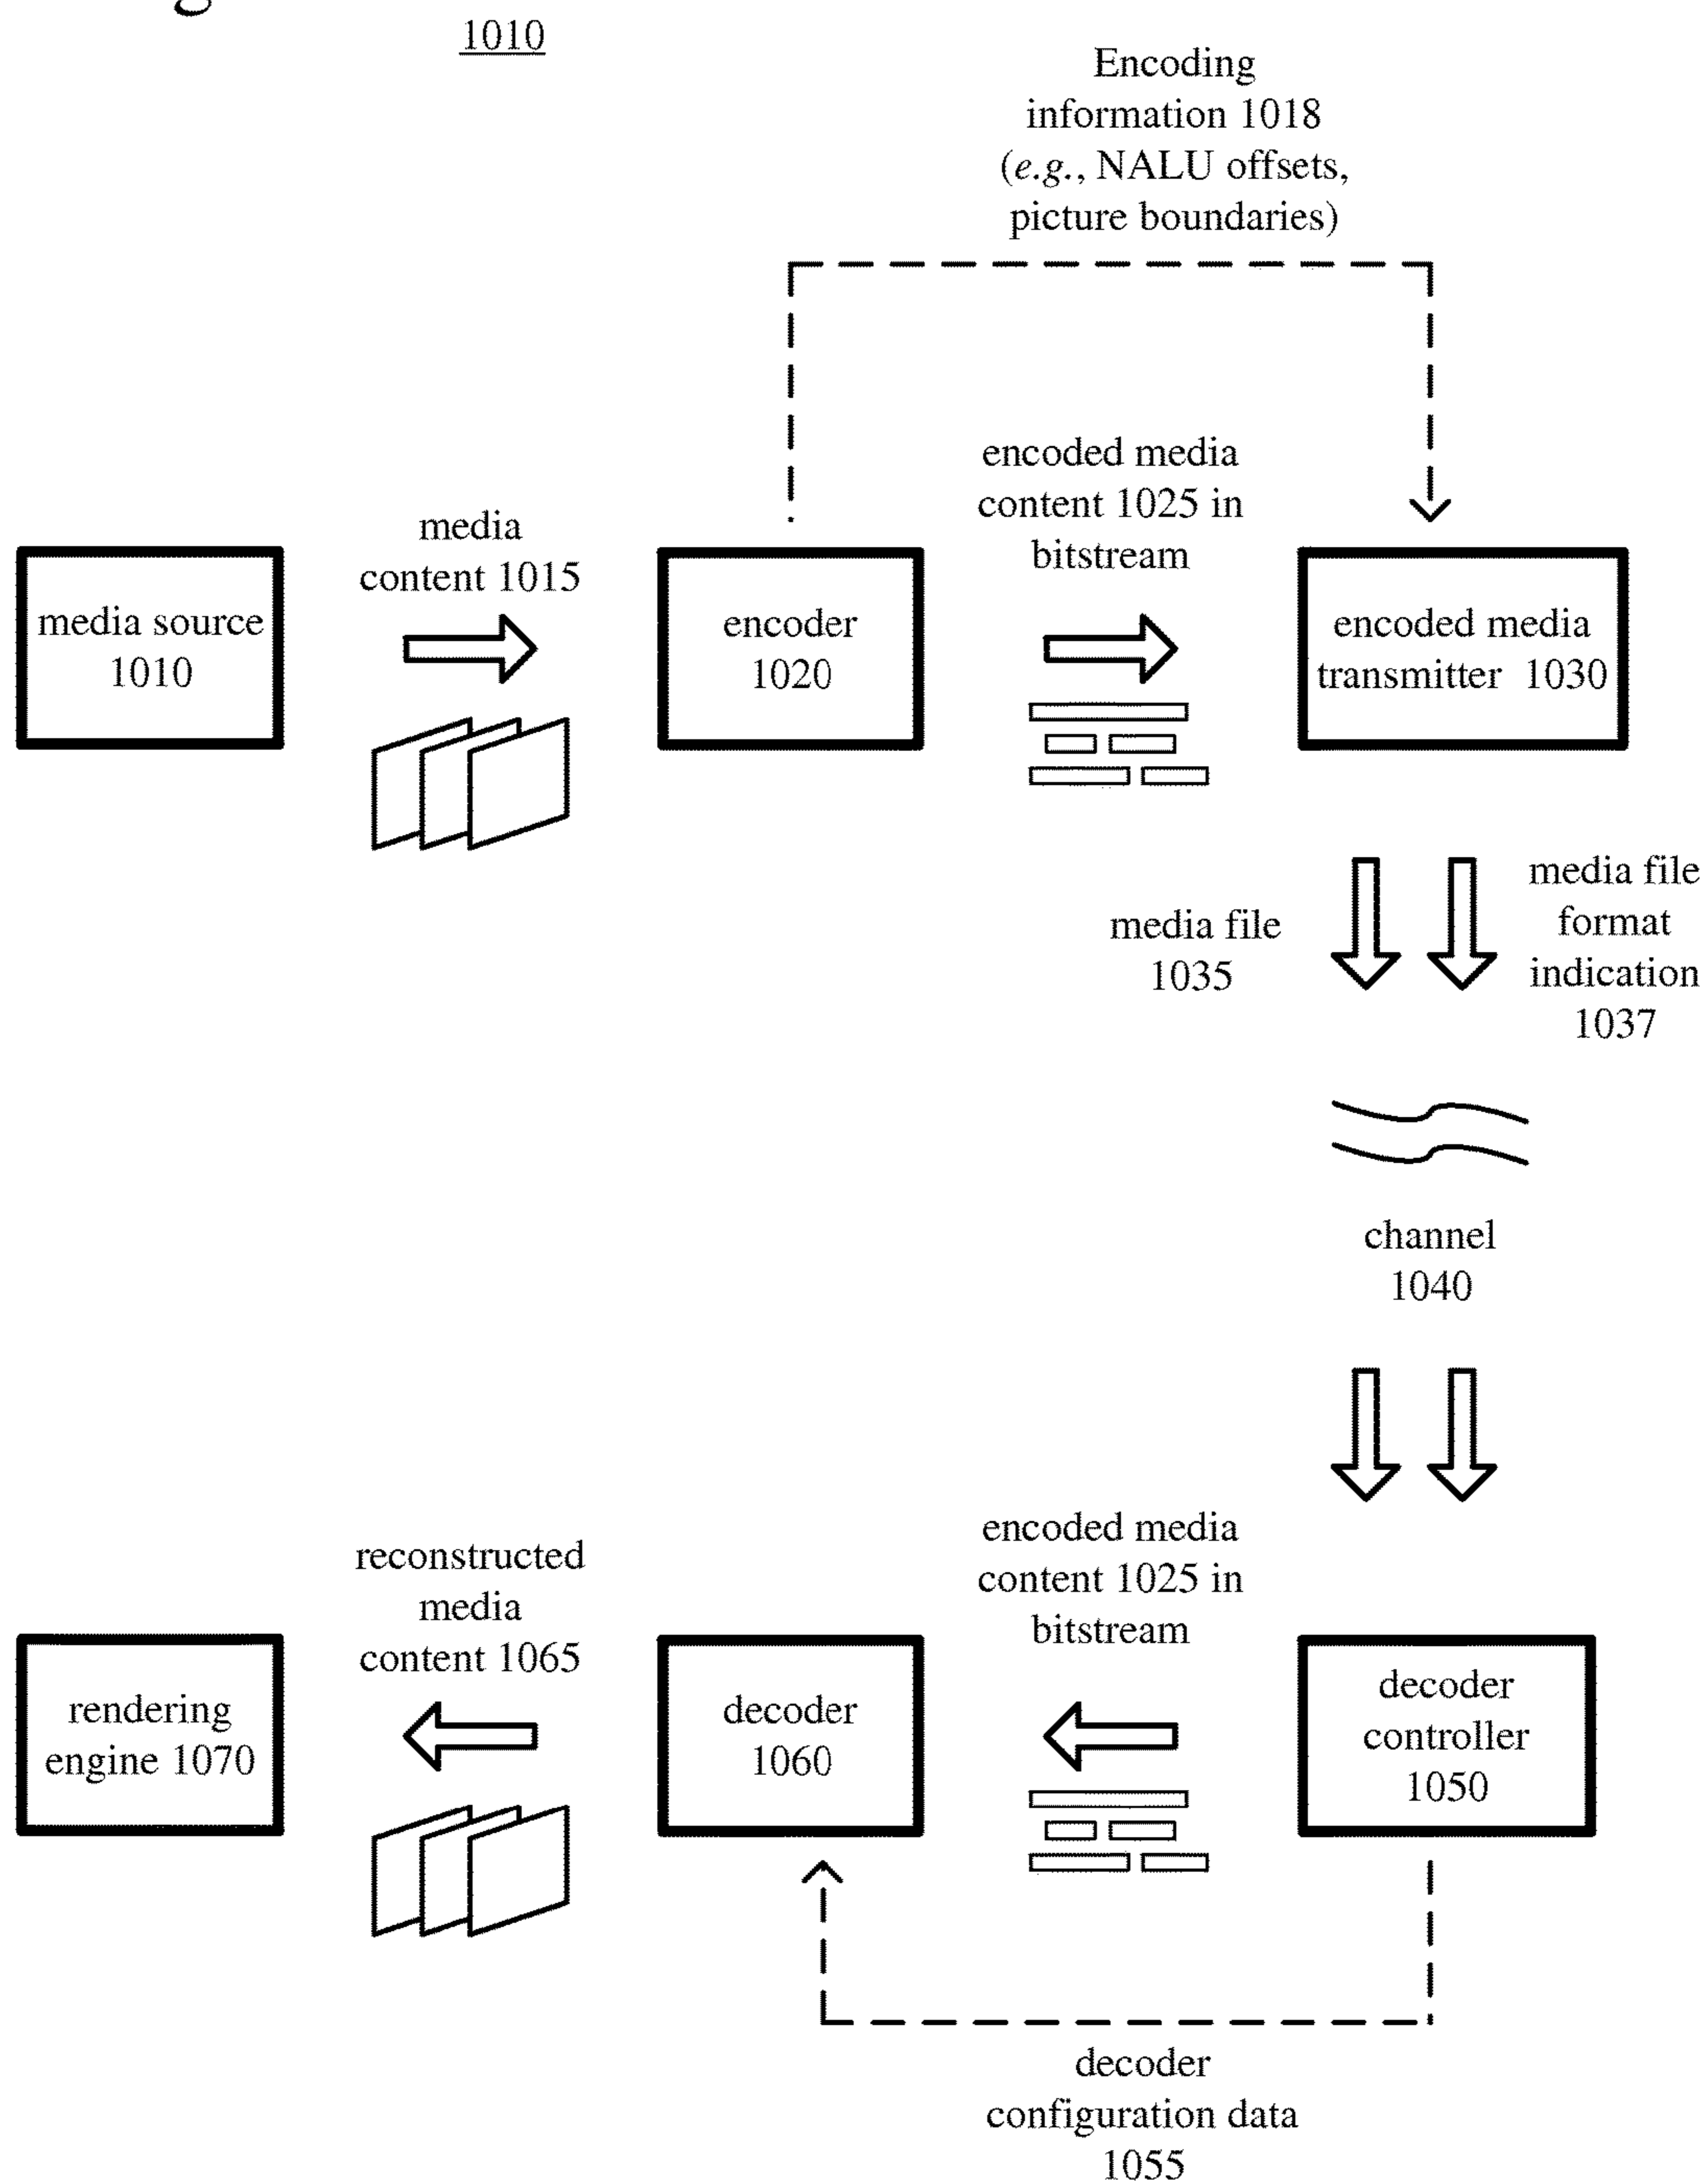 1010
Encoding
information 1018
(e.g., NALU offsets,
picture boundaries)
encoded media
content 1025 in
bitstream
media
content 1015
media source
1010
encoder
1020
encoded media
transmitter 1030
media file
1035
media file
format
indication
1037
channel
1040
encoded media
content 1025 in
bitstream
reconstructed
media
content 1065
rendering
engine 1070
decoder
1060
decoder
controller
1050
decoder
configuration data
1055